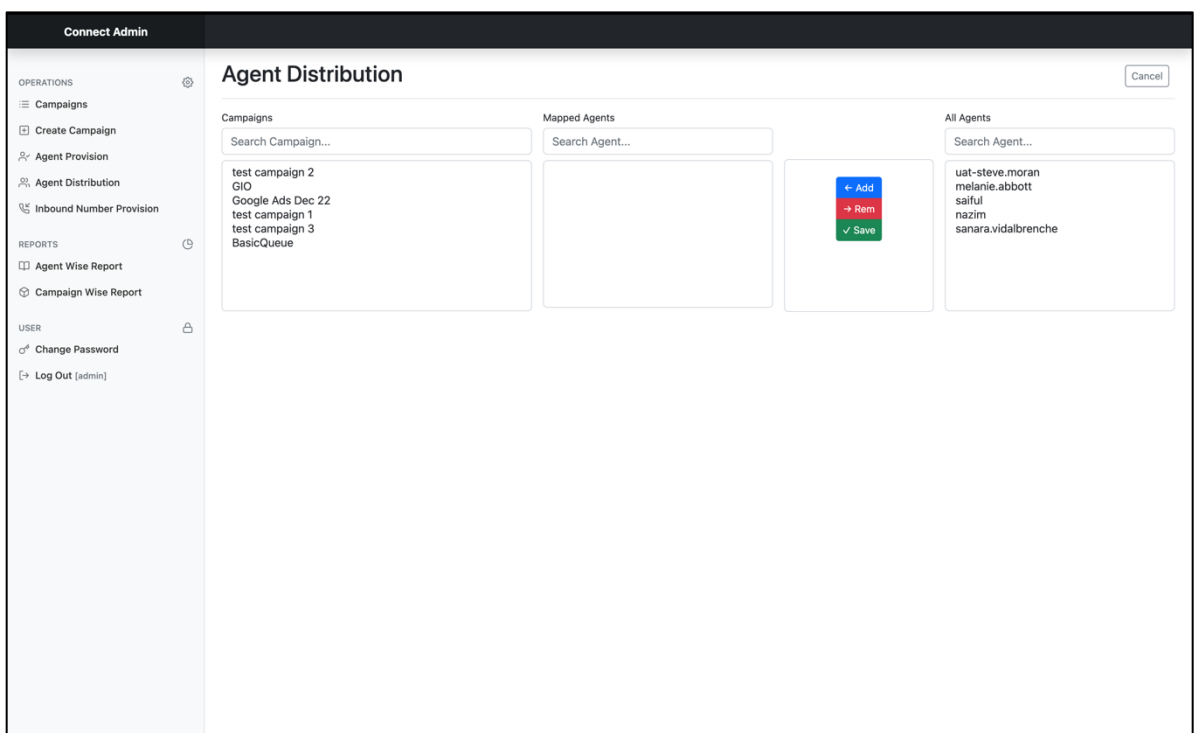 Connect Admin
OPERATIONS
Campaigns
Create Campaign
Agent Provision
Agent Distribution
Inbound Number Provision
REPORTS
Agent Wise Report
Campaign Wise Report
USER
Change Password
Log Out [admin]
Agent Distribution
Cancel
Campaigns
Search Campaign...
test campaign 2
GIO
Google Ads Dec 22
test campaign 1
test campaign 3
BasicQueue
Mapped Agents
Search Agent...
← Add
→ Rem
✓ Save
All Agents
Search Agent...
uat-steve.moran
melanie.abbott
saiful
nazim
sanara.vidalbrenche